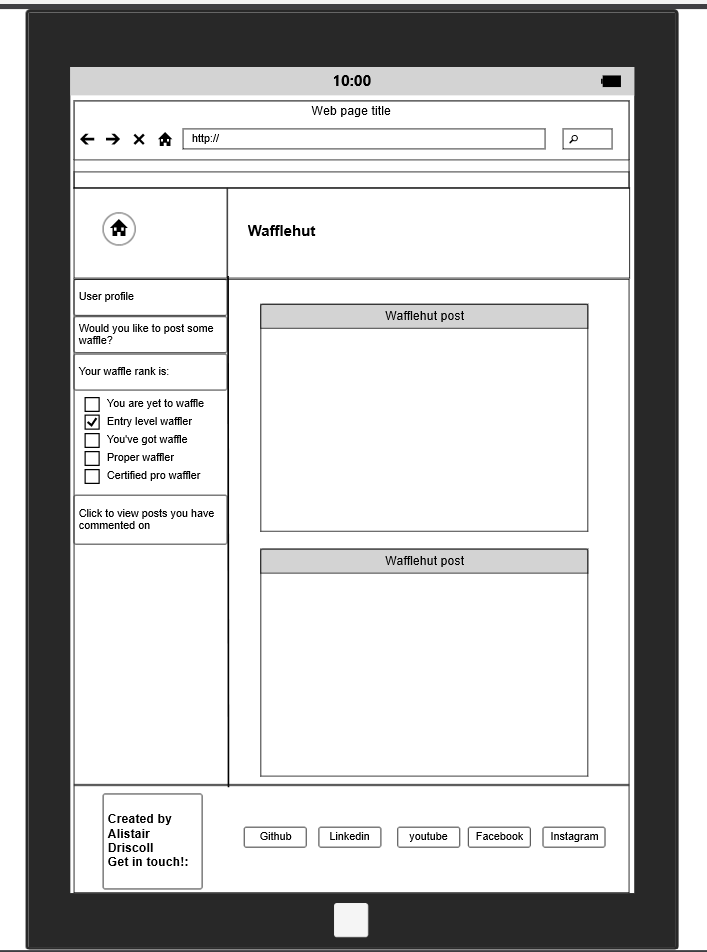 10:00
Web page title
http://
Wafflehut
User profile
Would you like to post some
waffle?
Your waffle rank is:
You are yet to waffle
Entry level waffler
You've got waffle
Proper waffler
Certified pro waffler
Click to view posts you have
commented on
Wafflehut post
Wafflehut post
Created by
Alistair
Driscoll
Get in touch!:
Github
Linkedin
youtube
Facebook
Instagram